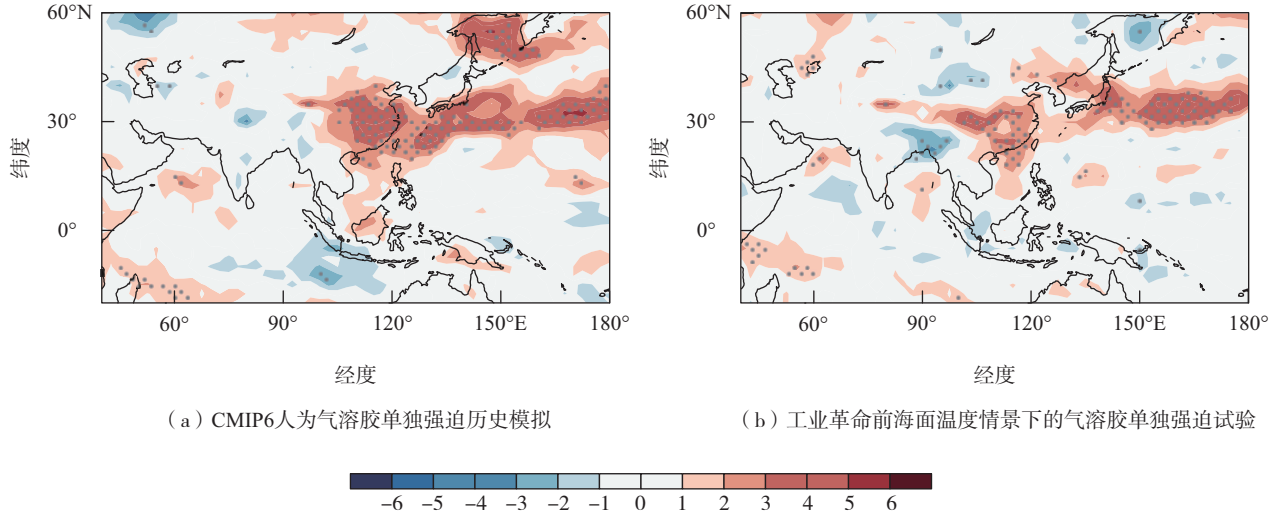 60°N
30°
0°
纬度
60°
90°
120°
150°E
180°
经度
（a）CMIP6人为气溶胶单独强迫历史模拟
60°N
30°
0°
纬度
60°
90°
120°
150°E
180°
经度
（b）工业革命前海面温度情景下的气溶胶单独强迫试验
−6 −5 −4 −3 −2 −1 0 1 2 3 4 5 6